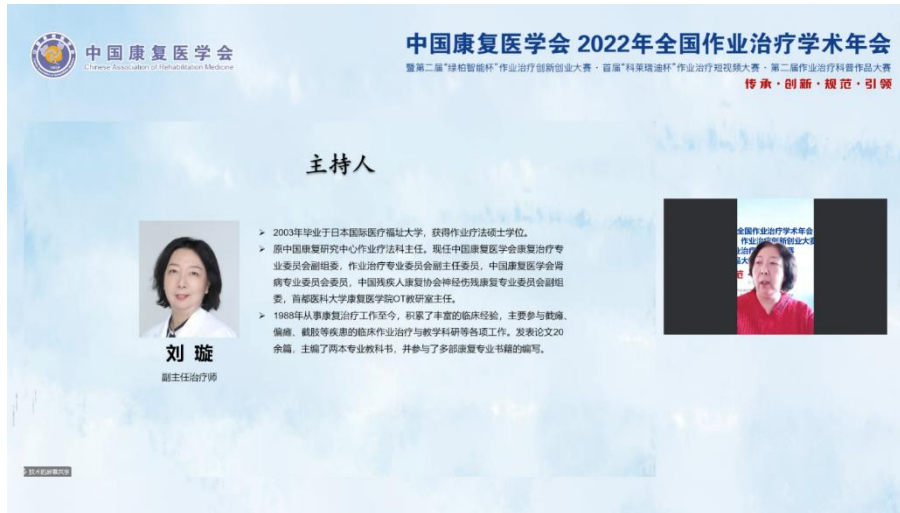 中国康复医学会
Chinese Association of Rehabilitation Medicine
中国康复医学会 2022年全国作业治疗学术年会
暨第二届“绿柏智能杯”作业治疗创新创业大赛·首届“科莱瑞迪杯”作业治疗短视频大赛·第二届作业治疗科普作品大赛
传承·创新·规范·引领
主持人
➢ 2003年毕业于日本国际医疗福祉大学，获得作业疗法硕士学位。
➢ 原中国康复研究中心作业疗法科主任。现任中国康复医学会康复治疗专
业委员会副组委，作业治疗专业委员会副主任委员，中国康复医学会肾
病专业委员会委员，中国残疾人康复协会神经伤残康复专业委员会副组
委，首都医科大学康复医学院OT教研室主任。
➢ 1988年从事康复治疗工作至今，积累了丰富的临床经验，主要参与截瘫、
偏瘫、截肢等疾患的临床作业治疗与教学科研等各项工作。发表论文20
余篇，主编了两本专业教科书，并参与了多部康复专业书籍的编写。
刘 璇
副主任治疗师
全国作业治疗学术年会